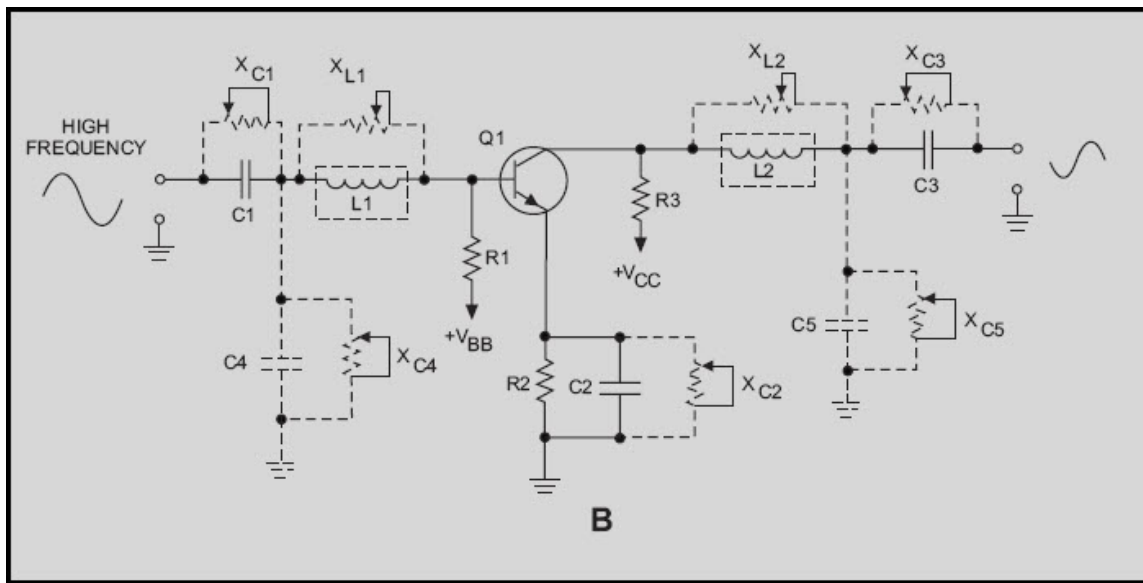 X C1
X L1
X L2
X C3
HIGH
FREQUENCY
Q1
C1
L1
L2
C3
R1
R3
+V CC
+V BB
C4
X C4
R2
C2
X C2
C5
X C5
B